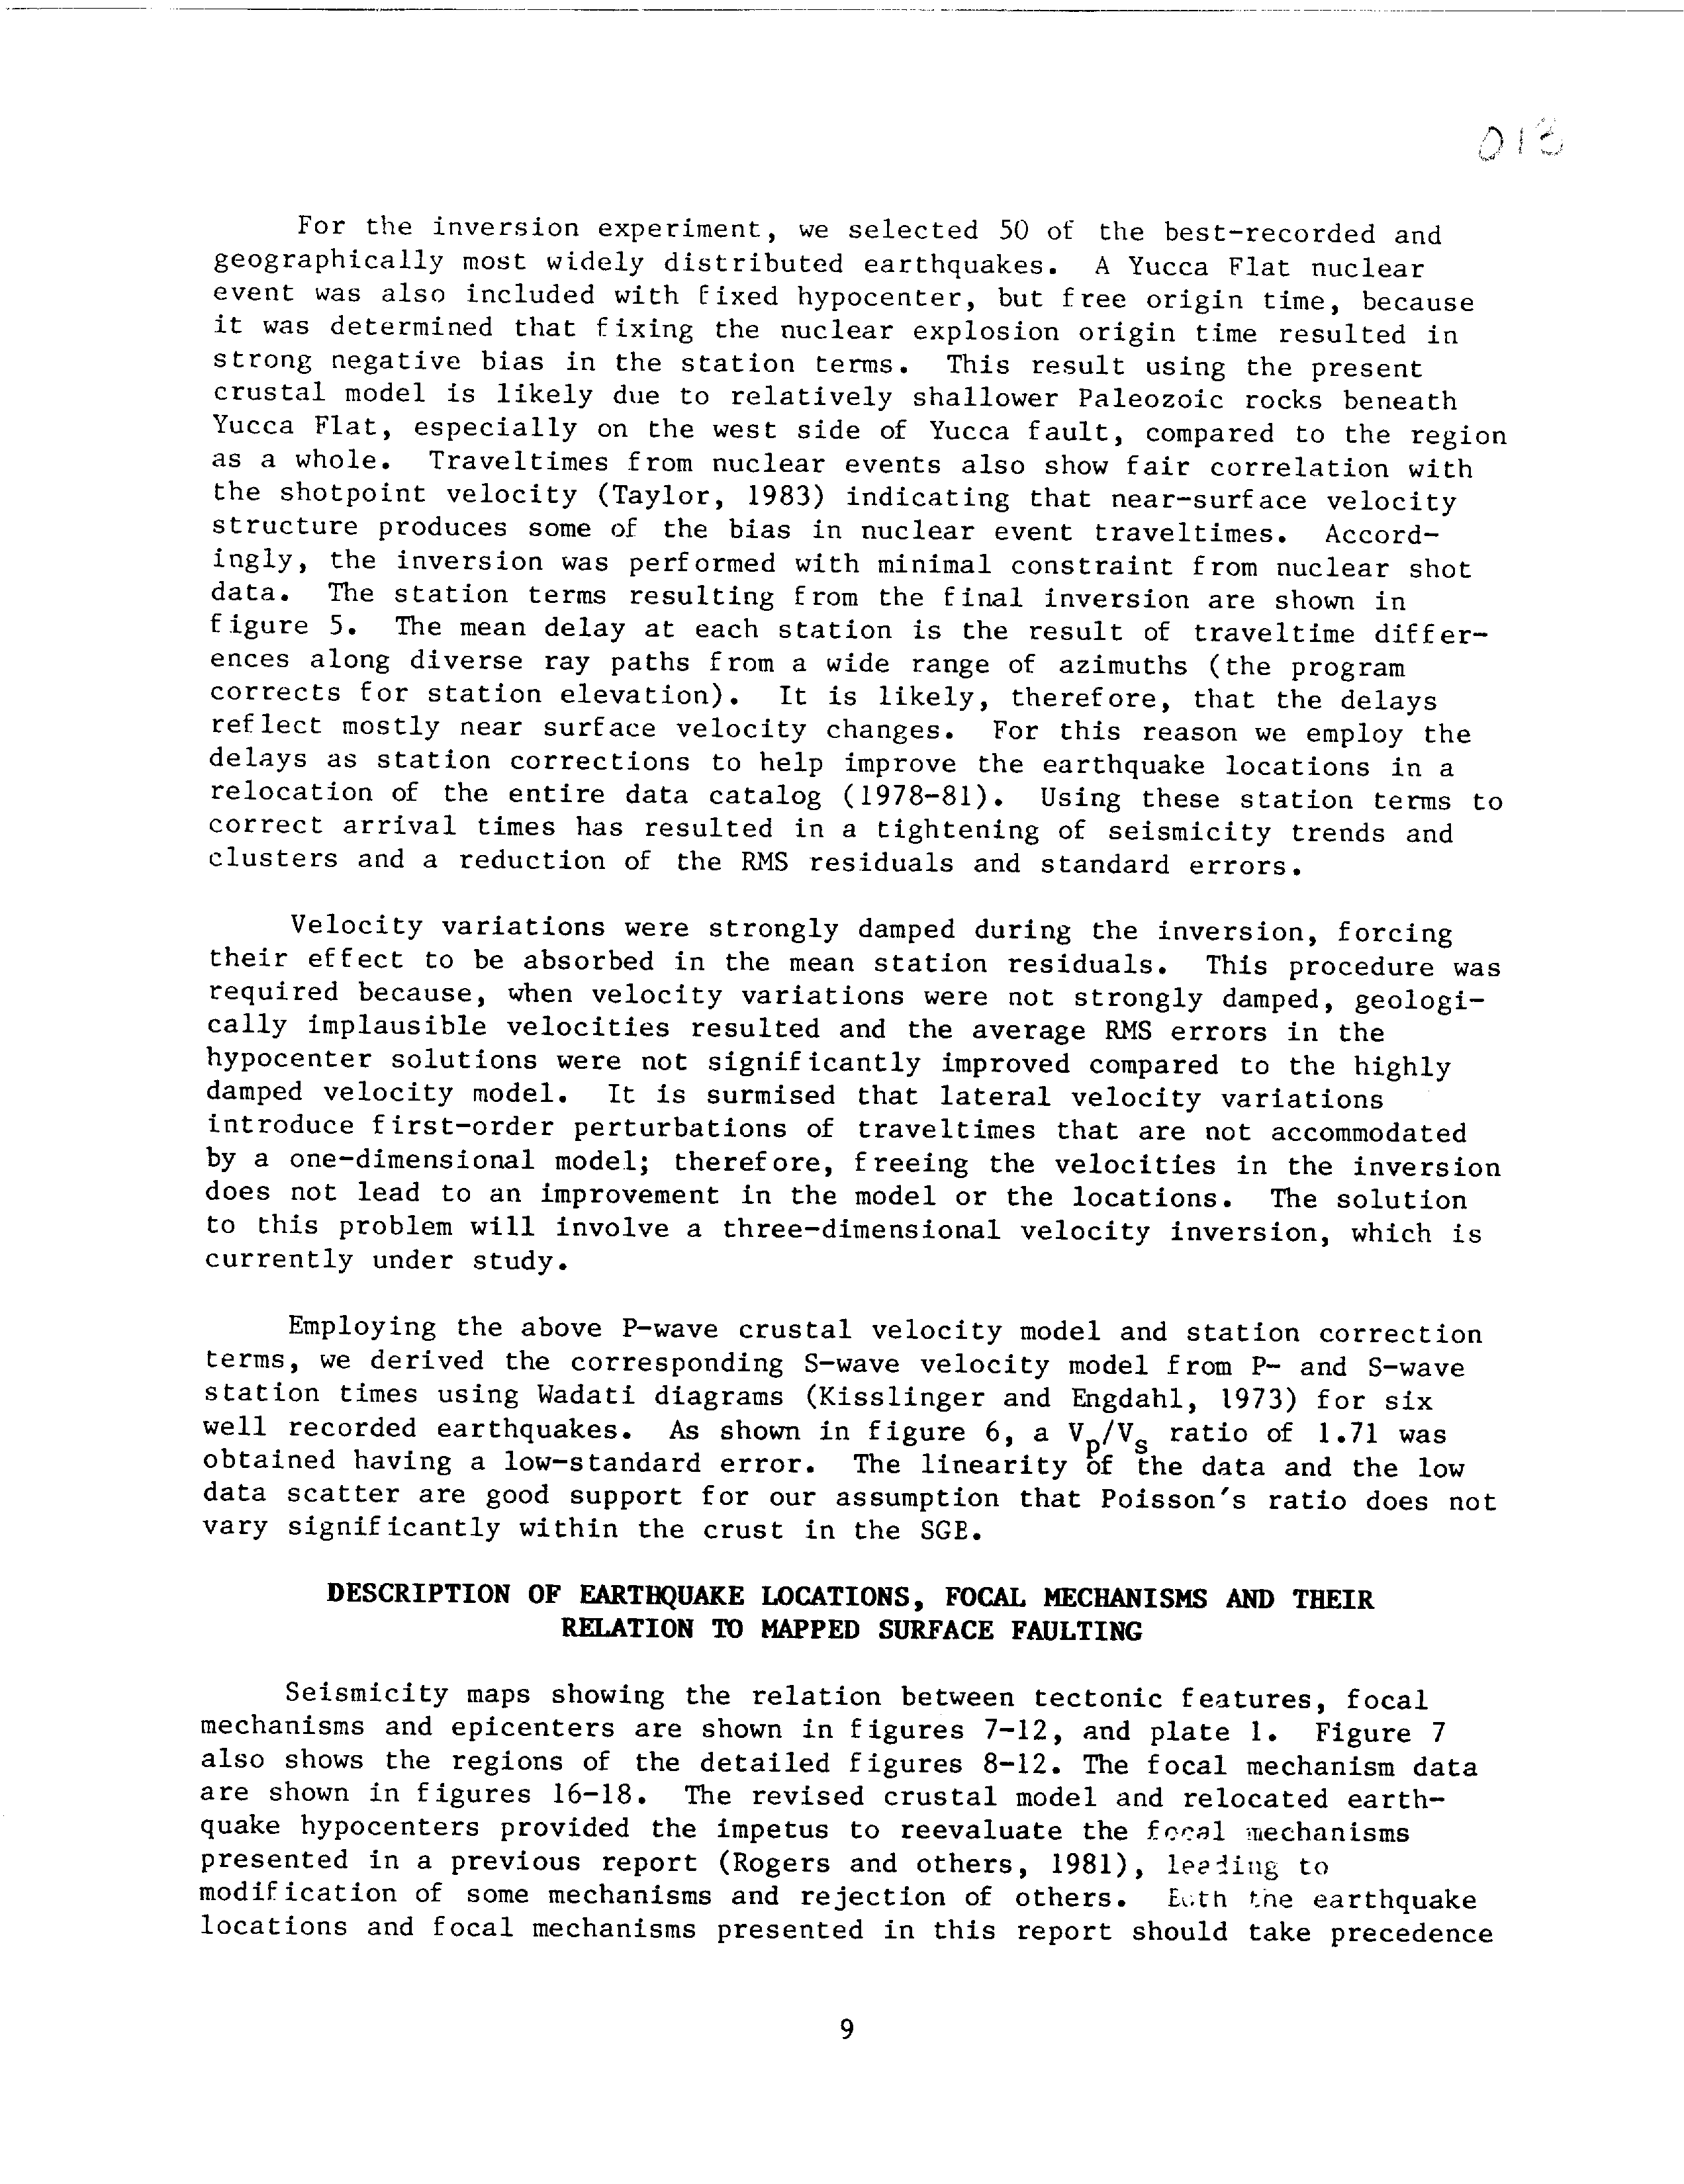 013
For the inversion experiment, we selected 50 of the best-recorded and
geographically most widely distributed earthquakes. A Yucca Flat nuclear
event was also included with fixed hypocenter, but free origin time, because
it was determined that fixing the nuclear explosion origin time resulted in
strong negative bias in the station terms. This result using the present
crustal model is likely due to relatively shallower Paleozoic rocks beneath
Yucca Flat, especially on the west side of Yucca fault, compared to the region
as a whole. Traveltimes from nuclear events also show fair correlation with
the shotpoint velocity (Taylor, 1983) indicating that near-surface velocity
structure produces some of the bias in nuclear event traveltimes. Accord-
ingly, the inversion was performed with minimal constraint from nuclear shot
data. The station terms resulting from the final inversion are shown in
figure 5. The mean delay at each station is the result of traveltime differ-
ences along diverse ray paths from a wide range of azimuths (the program
corrects for station elevation). It is likely, therefore, that the delays
reflect mostly near surface velocity changes. For this reason we employ the
delays as station corrections to help improve the earthquake locations in a
relocation of the entire data catalog (1978-81). Using these station terms to
correct arrival times has resulted in a tightening of seismicity trends and
clusters and a reduction of the RMS residuals and standard errors.
Velocity variations were strongly damped during the inversion, forcing
their effect to be absorbed in the mean station residuals. This procedure was
required because, when velocity variations were not strongly damped, geologi-
cally implausible velocities resulted and the average RMS errors in the
hypocenter solutions were not significantly improved compared to the highly
damped velocity model. It is surmised that lateral velocity variations
introduce first-order perturbations of traveltimes that are not accommodated
by a one-dimensional model; therefore, freeing the velocities in the inversion
does not lead to an improvement in the model or the locations. The solution
to this problem will involve a three-dimensional velocity inversion, which is
currently under study.
Employing the above P-wave crustal velocity model and station correction
terms, we derived the corresponding S-wave velocity model from P- and S-wave
station times using Wadati diagrams (Kisslinger and Engdahl, 1973) for six
well recorded earthquakes. As shown in figure 6, a Vp/Vs ratio of 1.71 was
obtained having a low-standard error. The linearity of the data and the low
data scatter are good support for our assumption that Poisson's ratio does not
vary significantly within the crust in the SGB.
DESCRIPTION OF EARTHQUAKE LOCATIONS, FOCAL MECHANISMS AND THEIR
RELATION TO MAPPED SURFACE FAULTING
Seismicity maps showing the relation between tectonic features, focal
mechanisms and epicenters are shown in figures 7-12, and plate 1. Figure 7
also shows the regions of the detailed figures 8-12. The focal mechanism data
are shown in figures 16-18. The revised crustal model and relocated earth-
quake hypocenters provided the impetus to reevaluate the focal mechanisms
presented in a previous report (Rogers and others, 1981), leading to
modification of some mechanisms and rejection of others. Both the earthquake
locations and focal mechanisms presented in this report should take precedence
9